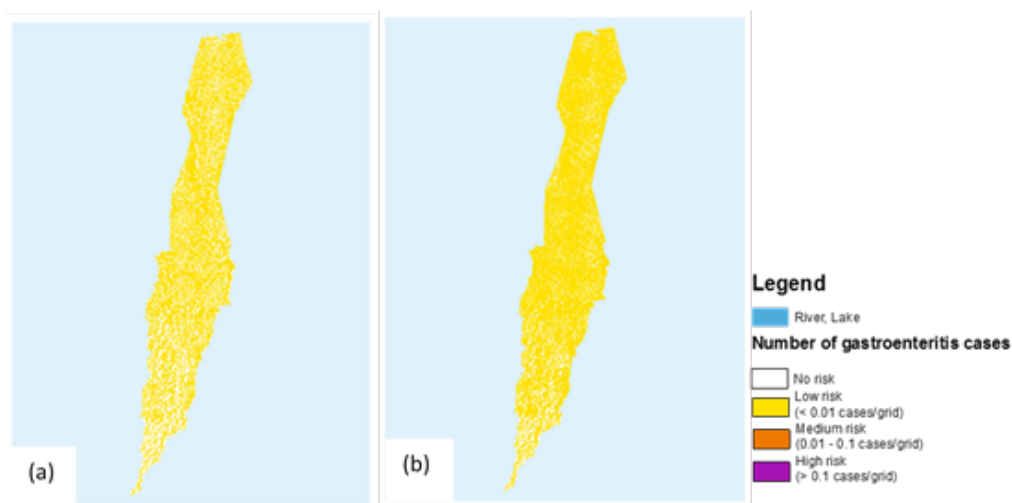 (a)
(b)
Legend
River, Lake
Number of gastroenteritis cases
No risk
Low risk
(< 0.01 cases/grid)
Medium risk
(0.01 - 0.1 cases/grid)
High risk
(> 0.1 cases/grid)